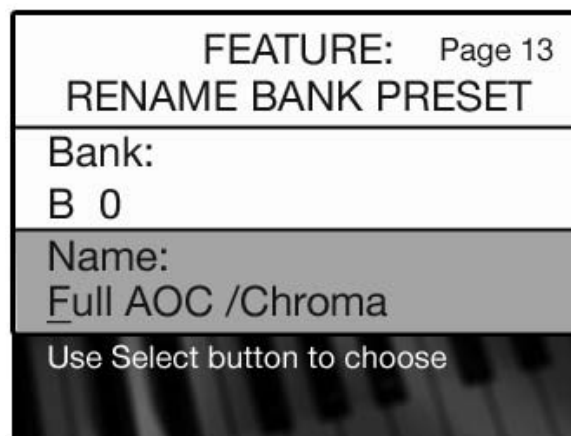 FEATURE: Page 13
RENAME BANK PRESET
Bank:
B 0
Name:
Full AOC /Chroma
Use Select button to choose